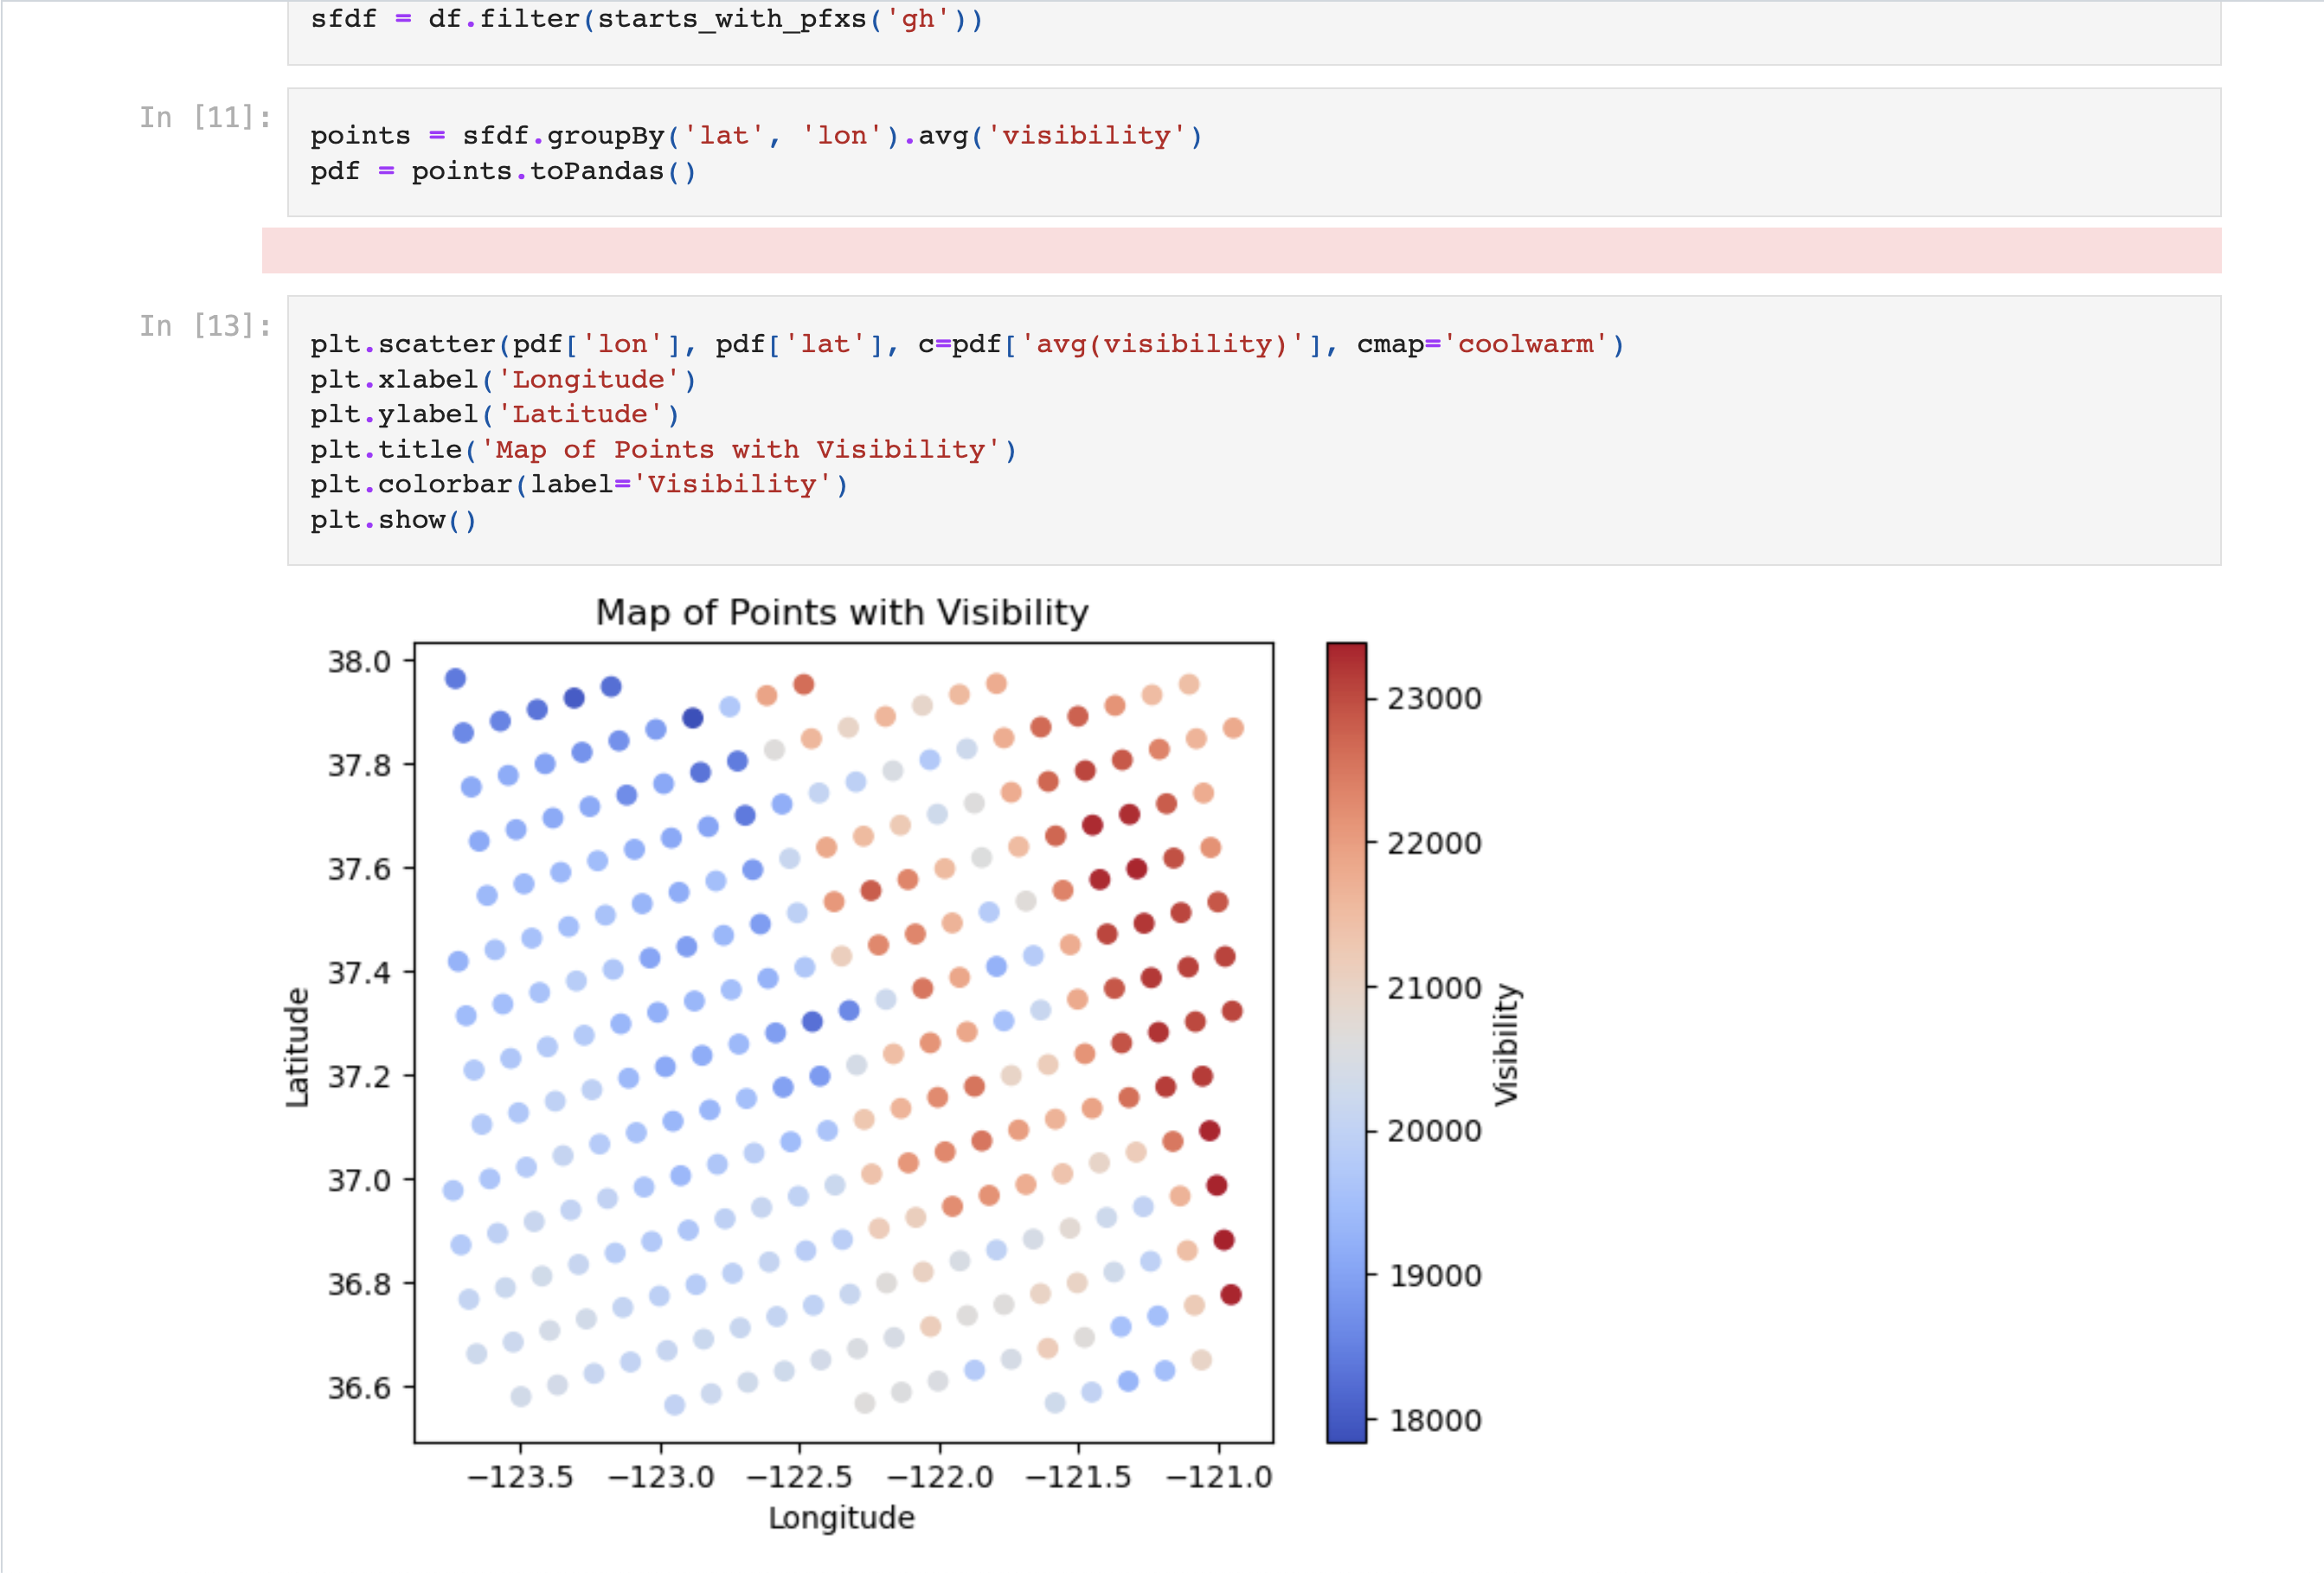 sfdf = df.filter(starts_with_pfxs('gh'))
In [11]:
points = sfdf.groupBy('lat', 'lon').avg('visibility')
pdf = points.toPandas()
In [13]:
plt.scatter(pdf['lon'], pdf['lat'], c=pdf['avg(visibility)'], cmap='coolwarm')
plt.xlabel('Longitude')
plt.ylabel('Latitude')
plt.title('Map of Points with Visibility')
plt.colorbar(label='Visibility')
plt.show()
Map of Points with Visibility
38.0
37.8
37.6
37.4
37.2
37.0
36.8
36.6
Latitude
−123.5 −123.0 −122.5 −122.0 −121.5 −121.0
Longitude
23000
22000
21000
20000
19000
18000
Visibility